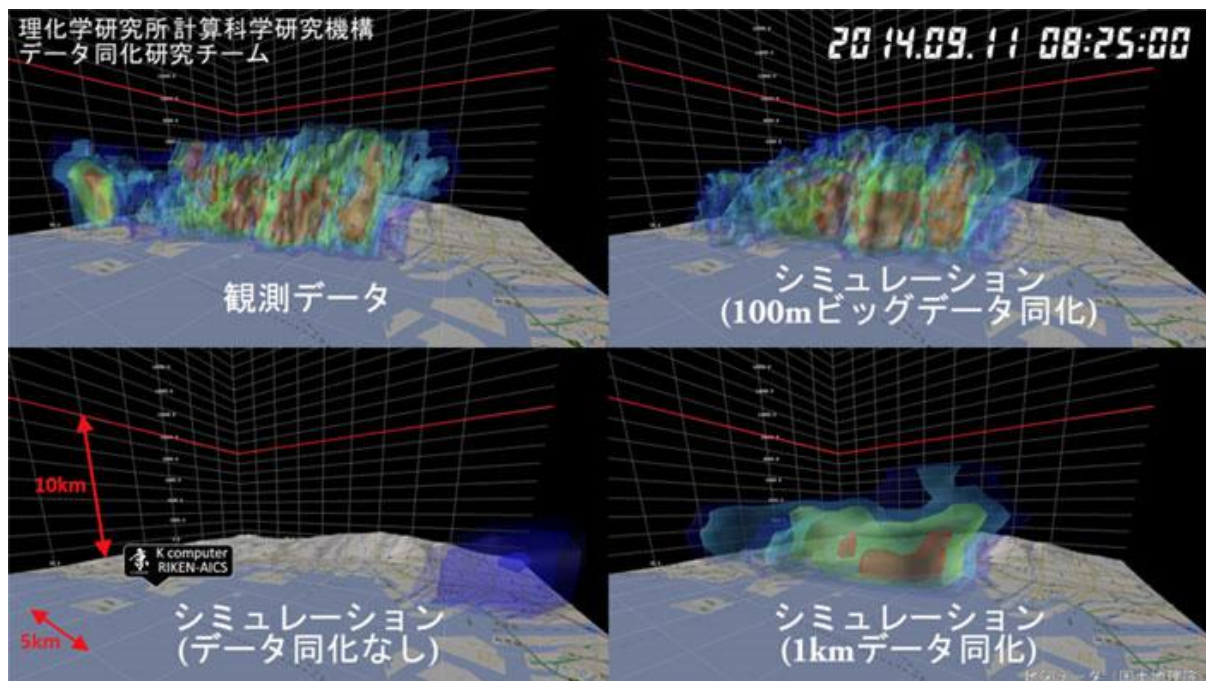 理化学研究所 計算科学研究機構
データ同化研究チーム
2014.09.11 08:25:00
観測データ
シミュレーション
(100mビッグデータ同化)
10km
K computer
RIKEN-AICS
5km
シミュレーション
(データ同化なし)
シミュレーション
(1kmデータ同化)